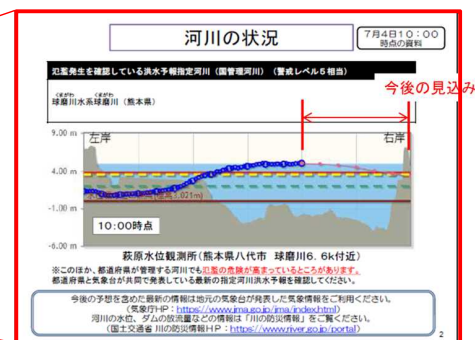 河川の状況
7月4日10:00
時点の資料
氾濫発生を確認している洪水予報指定河川(国管理河川)(警戒レベル5相当)
今後の見込み
くまがわ くまがわ
球磨川水系球磨川(熊本県)
9.00 m
左岸
右岸
4.00 m
-1.00 m
10:00時点
-6.00 m
萩原水位観測所(熊本県八代市 球磨川6.6k付近)
※このほか、都道府県が管理する河川でも氾濫の危険が高まっているところがあります。
都道府県と気象台が共同で発表している最新の指定河川洪水予報を確認してください。
今後の予想を含めた最新の情報は地元の気象台が発表した気象情報をご利用ください。
(気象庁HP:https://www.jma.go.jp/jma/index.html)
河川の水位、ダムの放流量などの情報は「川の防災情報」をご覧ください。
(国土交通省 川の防災情報HP:https://www.river.go.jp/portal)
2